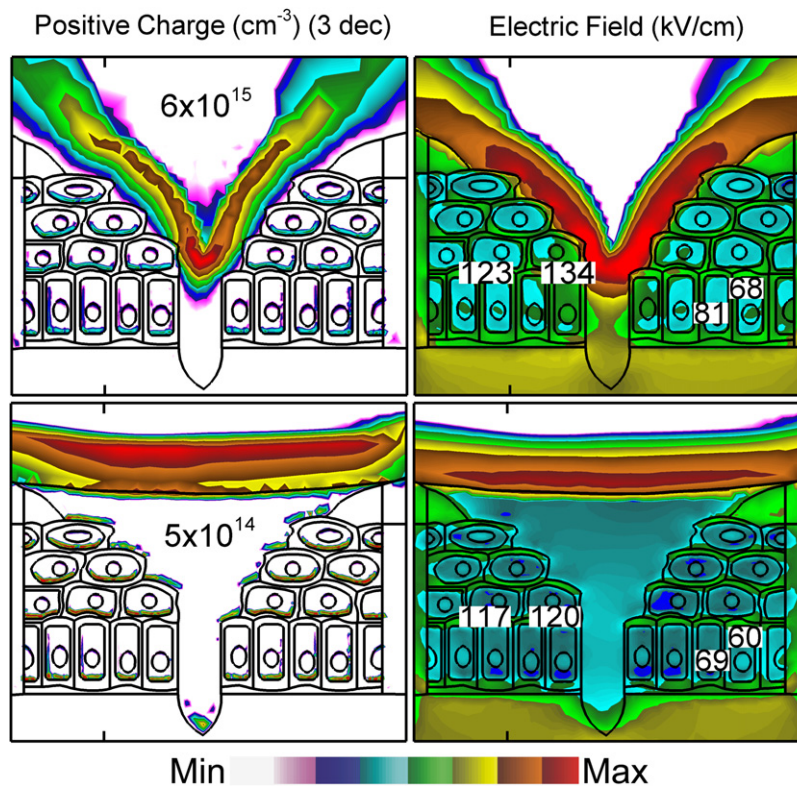 Positive Charge (cm⁻³) (3 dec)
Electric Field (kV/cm)
6x10¹⁵
123 134
68
81
5x10¹⁴
117 120
60
69
Min Max